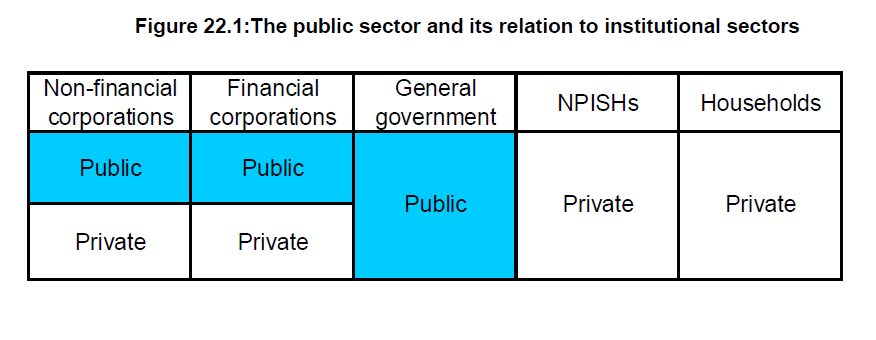 Figure 22.1:The public sector and its relation to institutional sectors
Non-financial
corporations
Financial
corporations
General
government
NPISHs
Households
Public
Public
Public
Private
Private
Private
Private